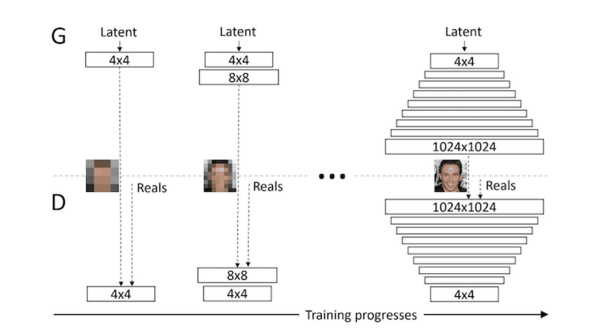 G
Latent
Latent
Latent
4x4
4x4
4x4
8x8
1024x1024
Reals
Reals
Reals
D
1024x1024
8x8
4x4
4x4
4x4
Training progresses